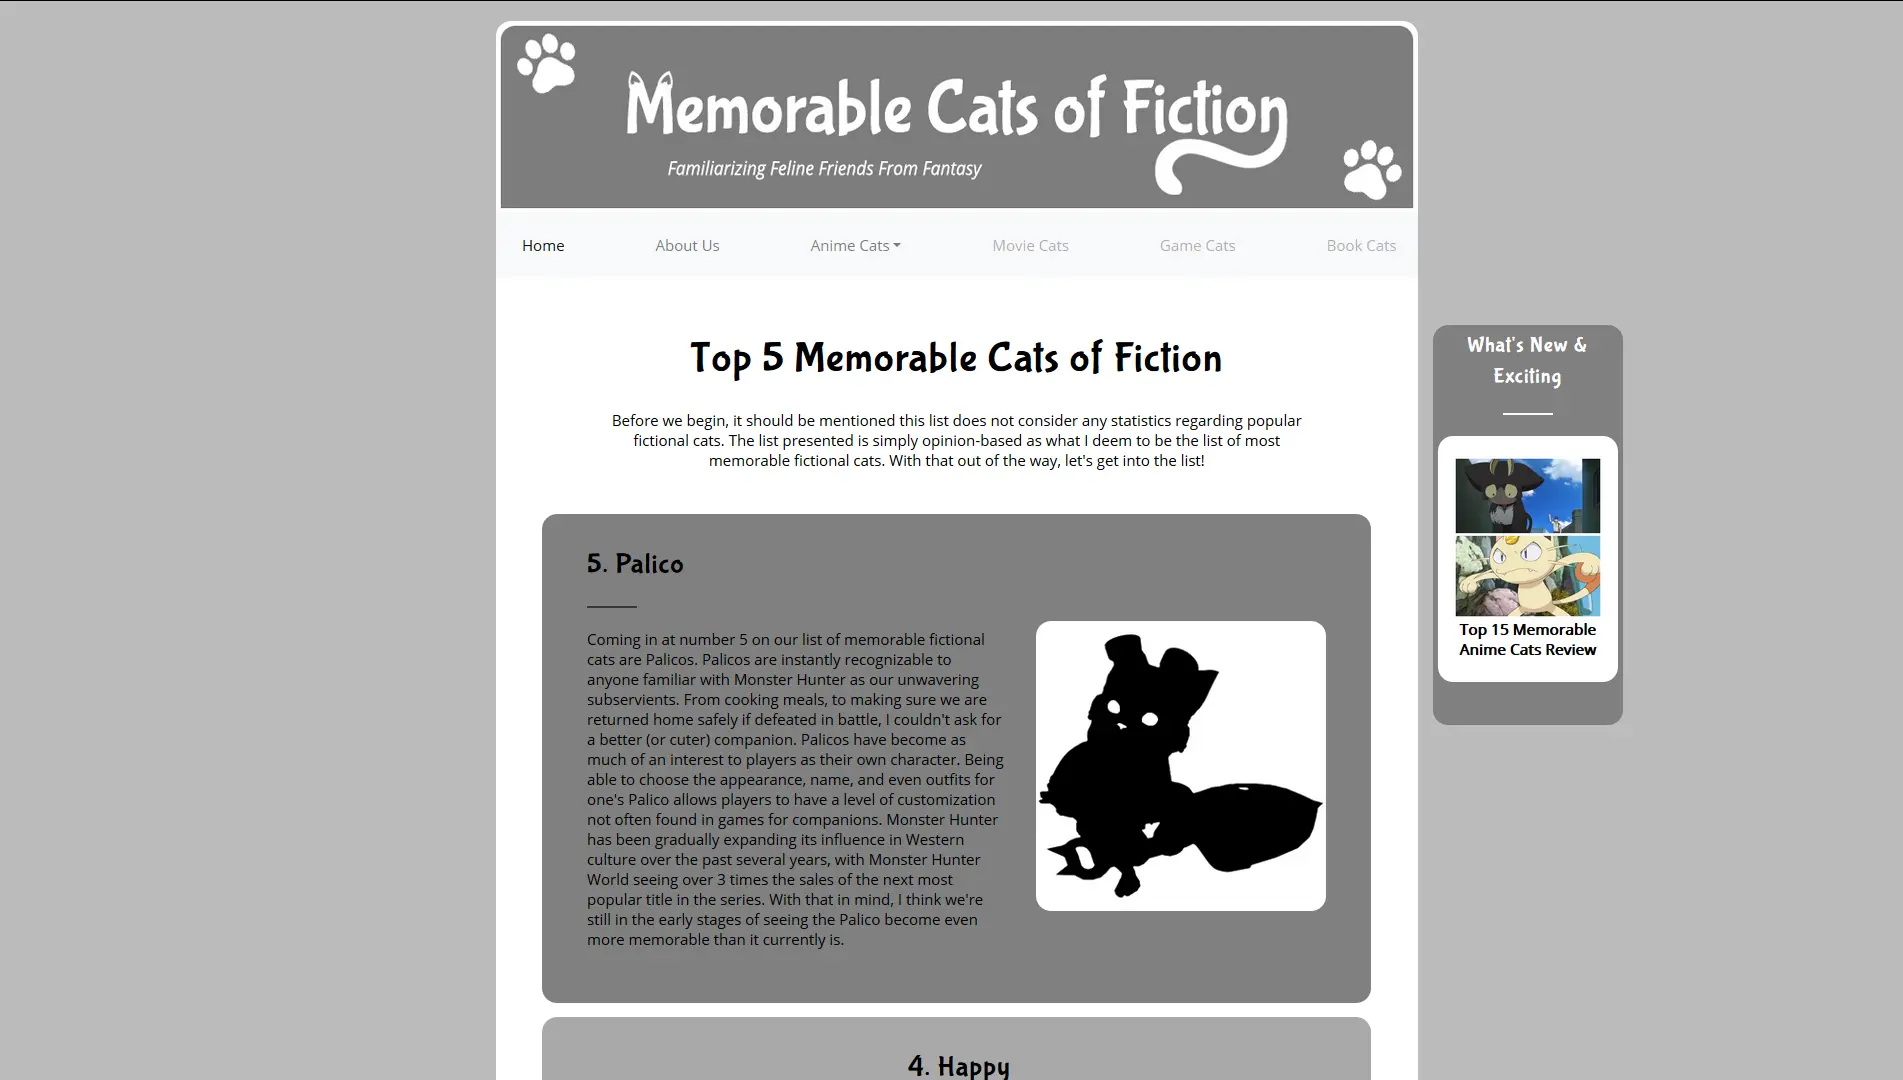 Memorable Cats of Fiction
Familiarizing Feline Friends From Fantasy
Home
About Us
Anime Cats
Movie Cats
Game Cats
Book Cats
Top 5 Memorable Cats of Fiction
Before we begin, it should be mentioned this list does not consider any statistics regarding popular
fictional cats. The list presented is simply opinion-based as what I deem to be the list of most
memorable fictional cats. With that out of the way, let's get into the list!
5. Palico
Coming in at number 5 on our list of memorable fictional
cats are Palicos. Palicos are instantly recognizable to
anyone familiar with Monster Hunter as our unwavering
subservients. From cooking meals, to making sure we are
returned home safely if defeated in battle, I couldn't ask for
a better (or cuter) companion. Palicos have become as
much of an interest to players as their own character. Being
able to choose the appearance, name, and even outfits for
one's Palico allows players to have a level of customization
not often found in games for companions. Monster Hunter
has been gradually expanding its influence in Western
culture over the past several years, with Monster Hunter
World seeing over 3 times the sales of the next most
popular title in the series. With that in mind, I think we're
still in the early stages of seeing the Palico become even
more memorable than it currently is.
4. Happy
What's New &
Exciting
Top 15 Memorable
Anime Cats Review